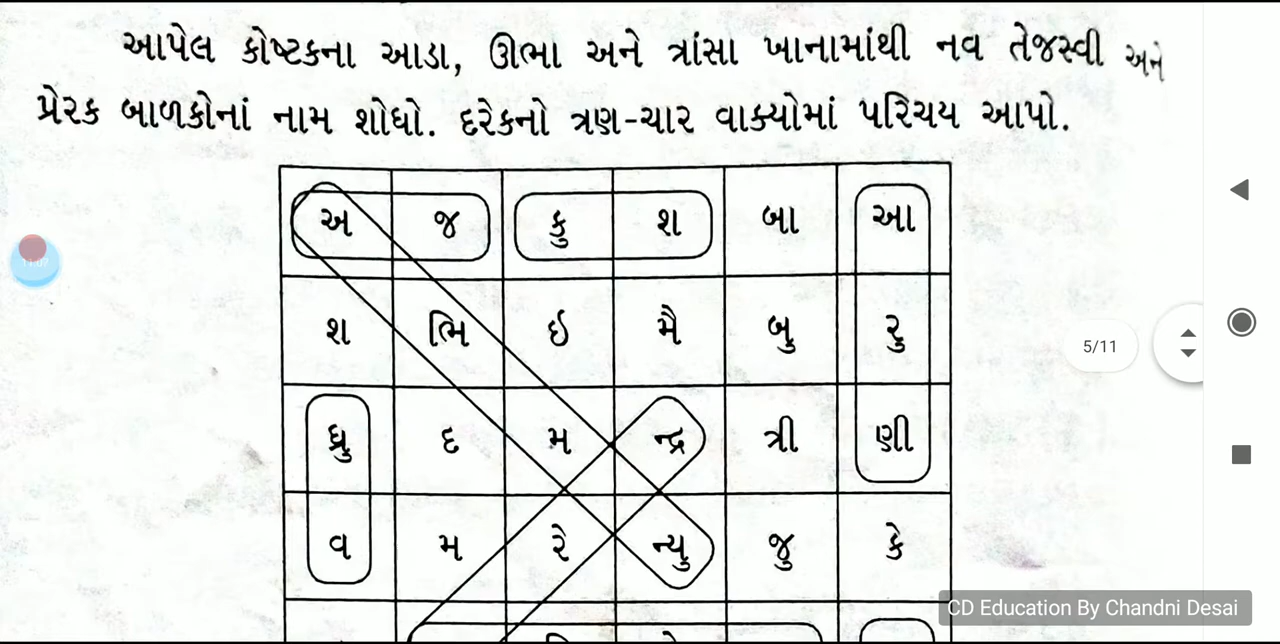 આપેલ કોષ્ટકના આડા, ઊભા અને ત્રાંસા ખાનામાંથી નવ તેજસ્વી અને
પ્રેરક બાળકોનાં નામ શોધો. દરેકનો ત્રણ-ચાર વાક્યોમાં પરિચય આપો.
અ જ કુ શ બા આ
શ ભિ ઇ મૈ બુ રુ
ધ્રુ દ મ ન્દ્ર ત્રી ણી
વ મ રે ન્યુ જુ કે
5/11
CD Education By Chandni Desai